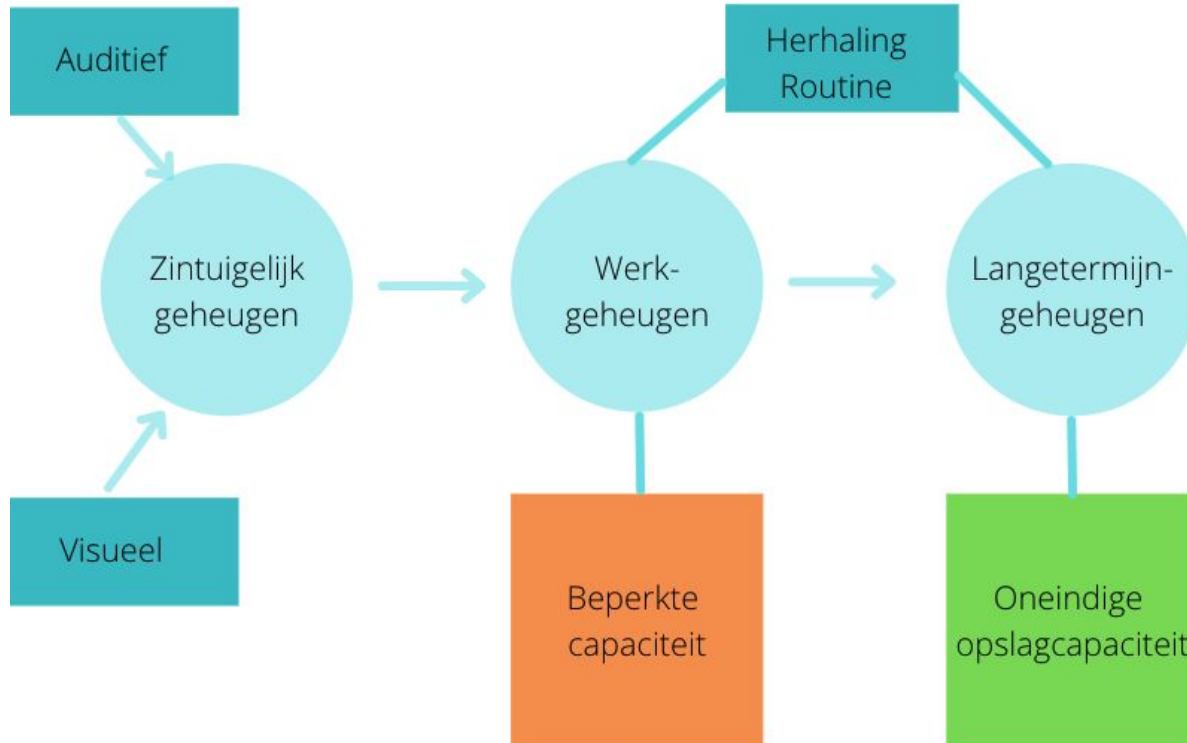 Auditief
Herhaling
Routine
Zintuigelijk
geheugen
Werk-
geheugen
Langetermijn-
geheugen
Visueel
Beperkte
capaciteit
Oneindige
opslagcapaciteit